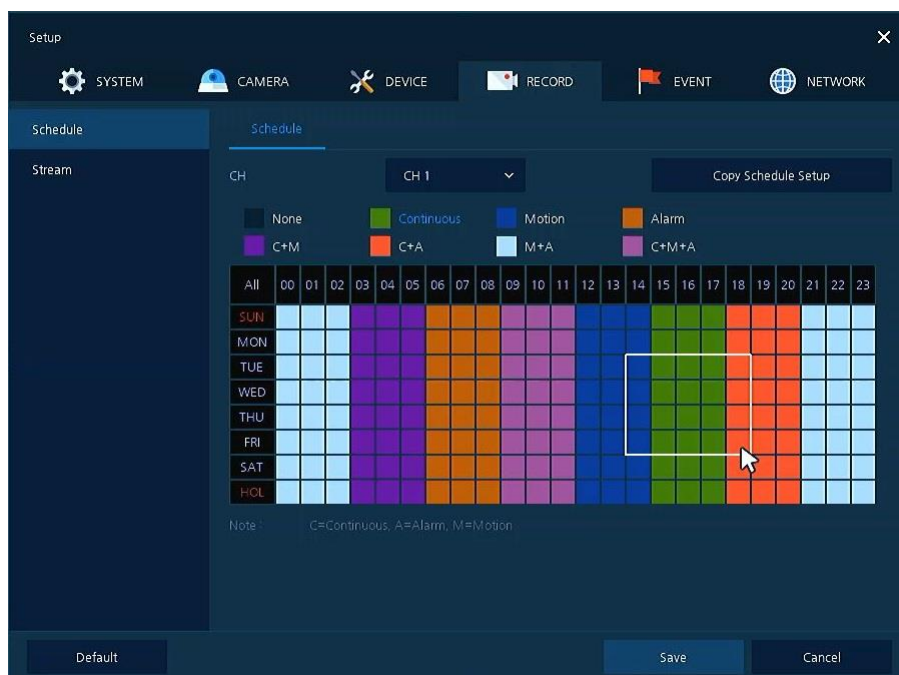 Setup
SYSTEM CAMERA DEVICE RECORD EVENT NETWORK
Schedule
Stream
Schedule
CH CH 1 Copy Schedule Setup
None Continuous Motion Alarm
C+M C+A M+A C+M+A
All 00 01 02 03 04 05 06 07 08 09 10 11 12 13 14 15 16 17 18 19 20 21 22 23
SUN
MON
TUE
WED
THU
FRI
SAT
HOL
Note : C=Continuous, A=Alarm, M=Motion
Default Save Cancel